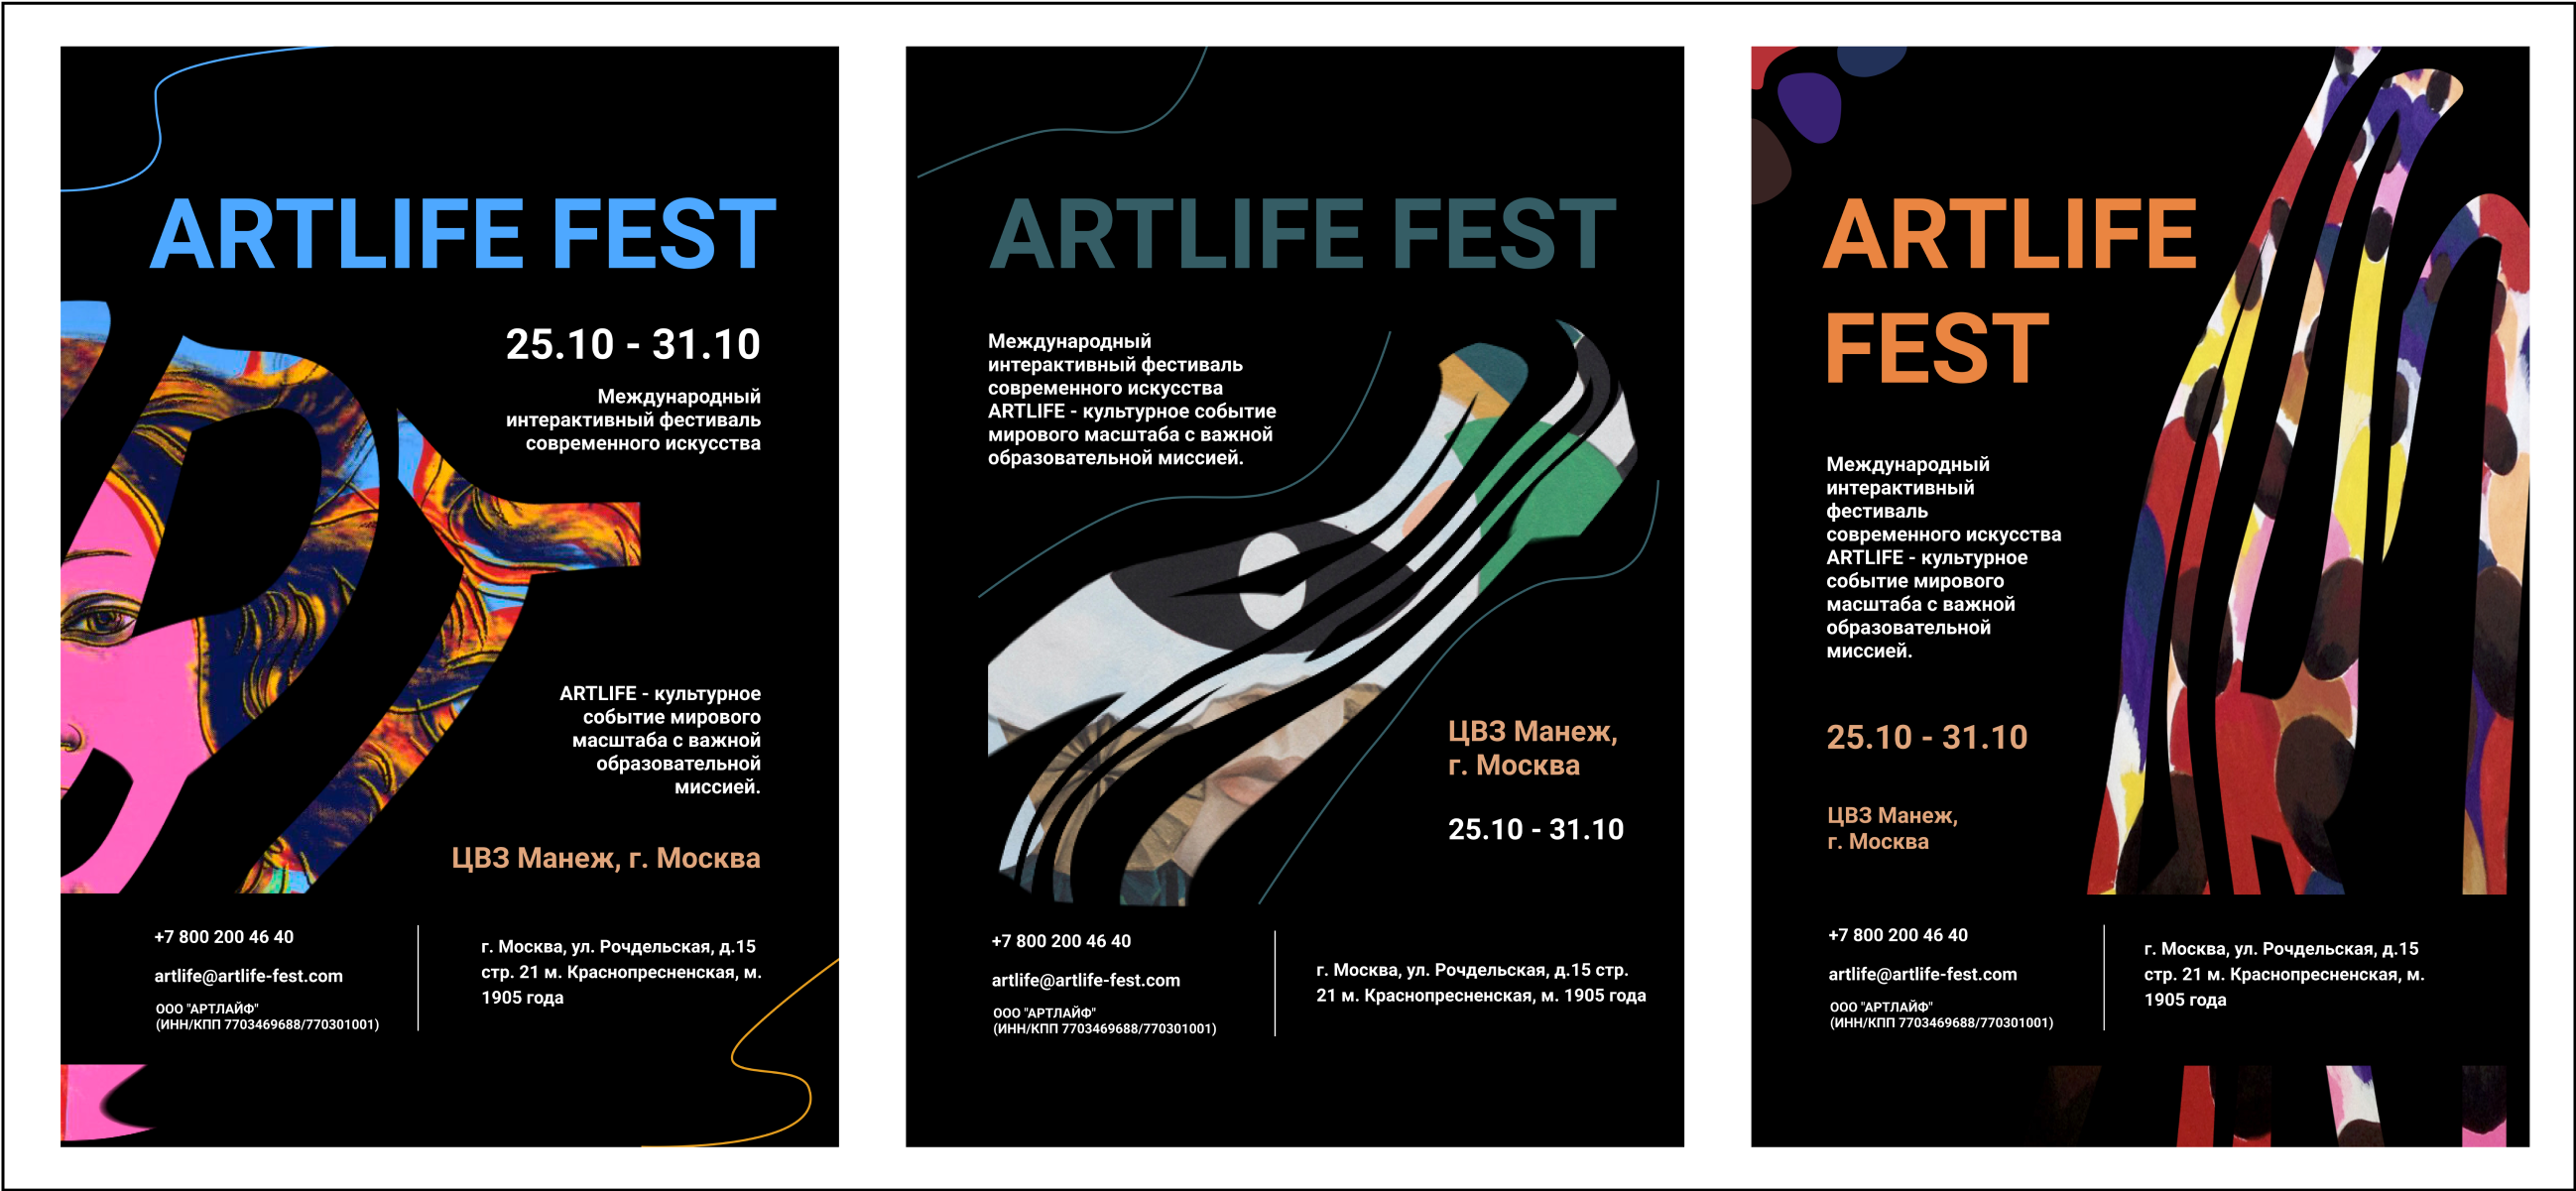 ARTLIFE FEST
25.10 - 31.10
Международный
интерактивный фестиваль
современного искусства
ARTLIFE - культурное
событие мирового
масштаба с важной
образовательной
миссией.
ЦВЗ Манеж, г. Москва
+7 800 200 46 40
artlife@artlife-fest.com
ООО "АРТЛАЙФ"
(ИНН/КПП 7703469688/770301001)
г. Москва, ул. Рочдельская, д.15
стр. 21 м. Краснопресненская, м.
1905 года
ARTLIFE FEST
Международный
интерактивный фестиваль
современного искусства
ARTLIFE - культурное событие
мирового масштаба с важной
образовательной миссией.
ЦВЗ Манеж,
г. Москва
25.10 - 31.10
+7 800 200 46 40
artlife@artlife-fest.com
ООО "АРТЛАЙФ"
(ИНН/КПП 7703469688/770301001)
г. Москва, ул. Рочдельская, д.15 стр.
21 м. Краснопресненская, м. 1905 года
ARTLIFE
FEST
Международный
интерактивный
фестиваль
современного искусства
ARTLIFE - культурное
событие мирового
масштаба с важной
образовательной
миссией.
25.10 - 31.10
ЦВЗ Манеж,
г. Москва
+7 800 200 46 40
artlife@artlife-fest.com
ООО "АРТЛАЙФ"
(ИНН/КПП 7703469688/770301001)
г. Москва, ул. Рочдельская, д.15
стр. 21 м. Краснопресненская, м.
1905 года